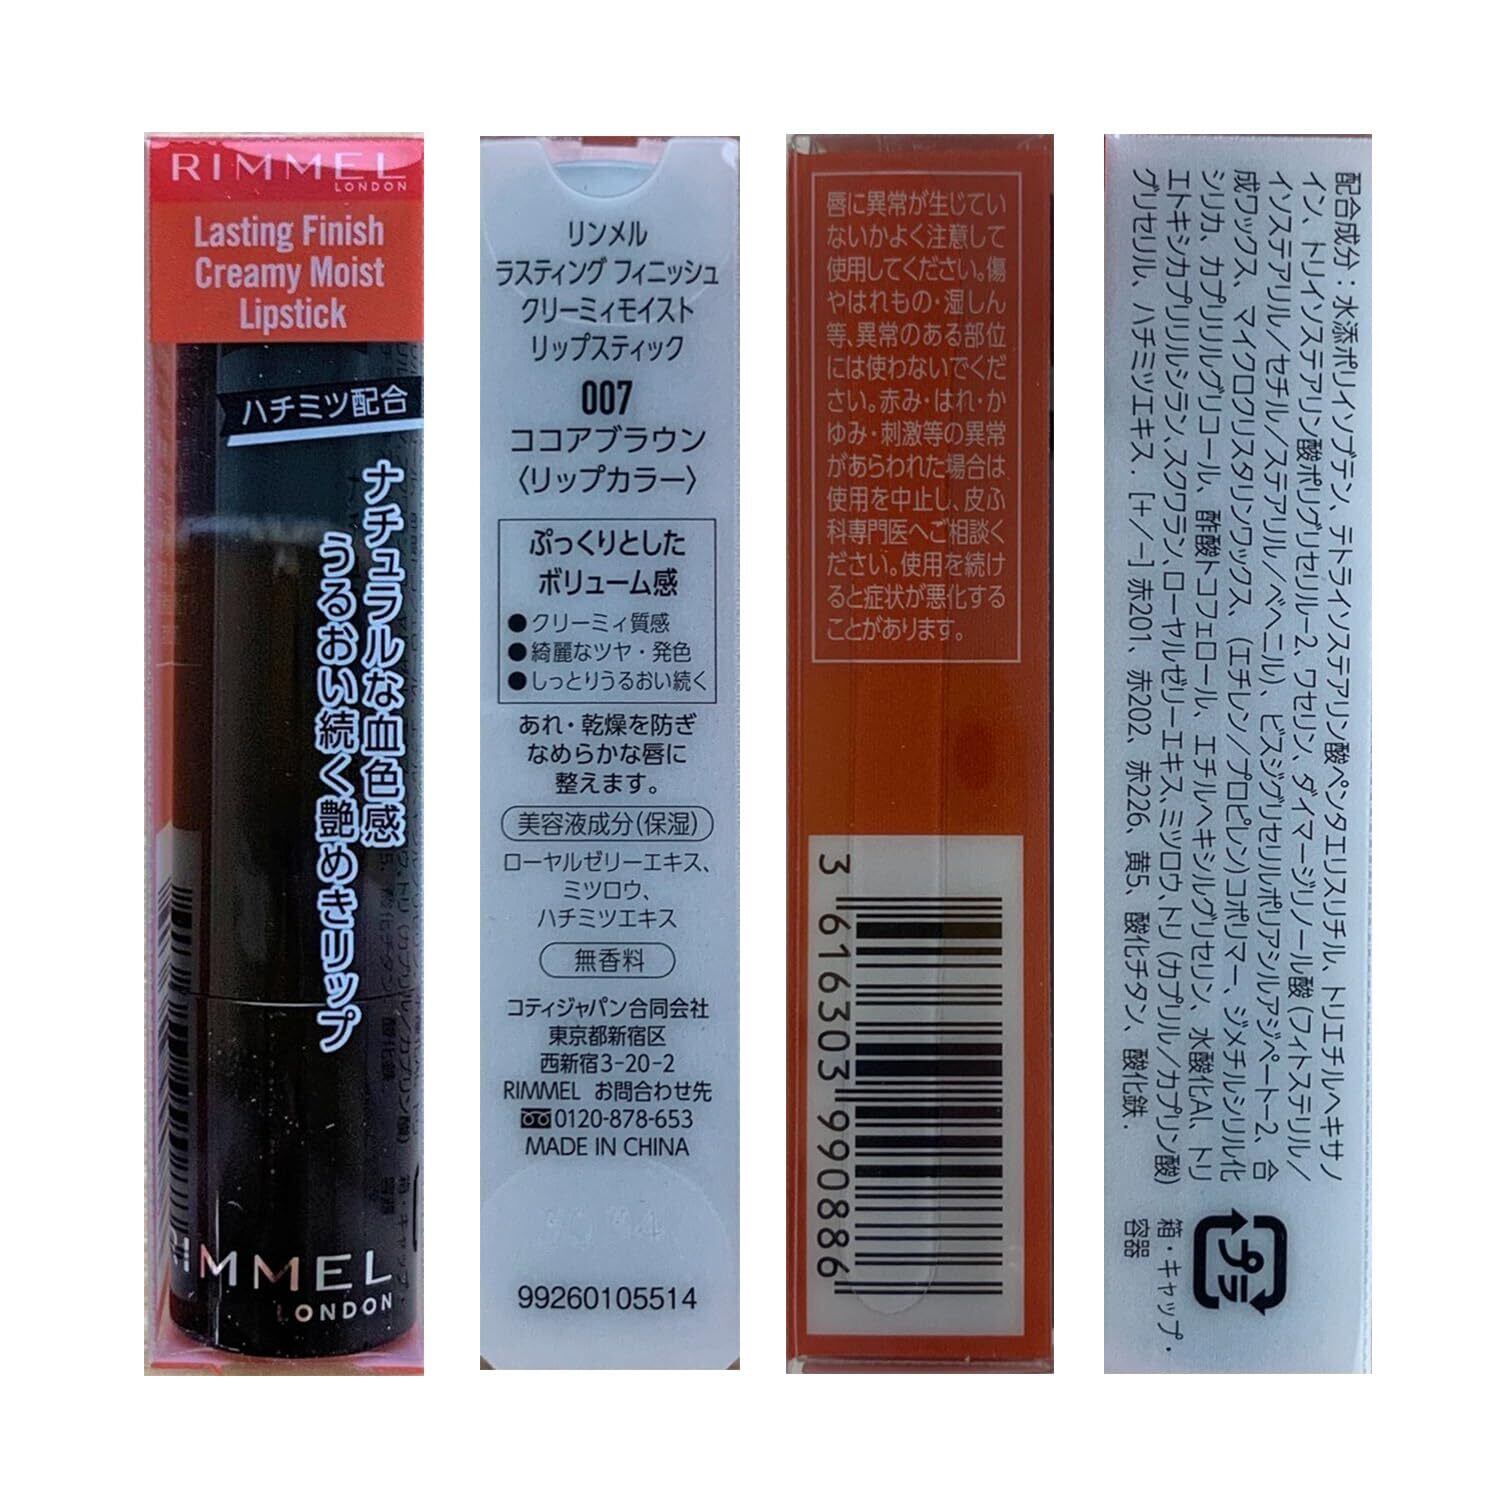 RIMMEL
LONDON
Lasting Finish
Creamy Moist
Lipstick
ハチミツ配合
ナチュラルな血色感
うるおい続く艶めきリップ
RIMMEL
LONDON
リンメル
ラスティング フィニッシュ
クリーミィモイスト
リップスティック
007
ココアブラウン
〈リップカラー〉
ぷっくりとした
ボリューム感
●クリーミィ質感
●綺麗なツヤ・発色
●しっとりうるおい続く
あれ・乾燥を防ぎ
なめらかな唇に
整えます。
美容液成分(保湿)
ローヤルゼリーエキス、
ミツロウ、
ハチミツエキス
無香料
コティジャパン合同会社
東京都新宿区
西新宿3-20-2
RIMMEL お問合わせ先
0120-878-653
MADE IN CHINA
99260105514
唇に異常が生じてい
ないかよく注意して
使用してください。傷
やはれもの・湿しん
等、異常のある部位
には使わないでくだ
さい。赤み・はれ・か
ゆみ・刺激等の異常
があらわれた場合は
使用を中止し、皮ふ
科専門医へご相談く
ださい。使用を続け
ると症状が悪化する
ことがあります。
3 616303 990886
配合成分：水添ポリイソブテン、テトライソステアリン酸ペンタエリスリチル、トリエチルヘキサノ
イン、トリイソステアリン酸ポリグリセリル-2、ワセリン、ダイマージリノール酸(フィトステリル／
イソステアリル／セチル／ステアリル／ベヘニル)、ビスジグリセリルポリアシルアジペート-2、合
成ワックス、マイクロクリスタリンワックス、(エチレン／プロピレン)コポリマー、ジメチルシリル化
シリカ、カプリリルグリコール、酢酸トコフェロール、エチルヘキシルグリセリン、水酸化Al、トリ
エトキシカプリリルシラン、スクワラン、ローヤルゼリーエキス、ミツロウ、トリ(カプリル／カプリン酸)
グリセリル、ハチミツエキス. [+/-] 赤201、赤202、赤226、黄5、酸化チタン、酸化鉄.
プラ
箱・キャップ・
容器